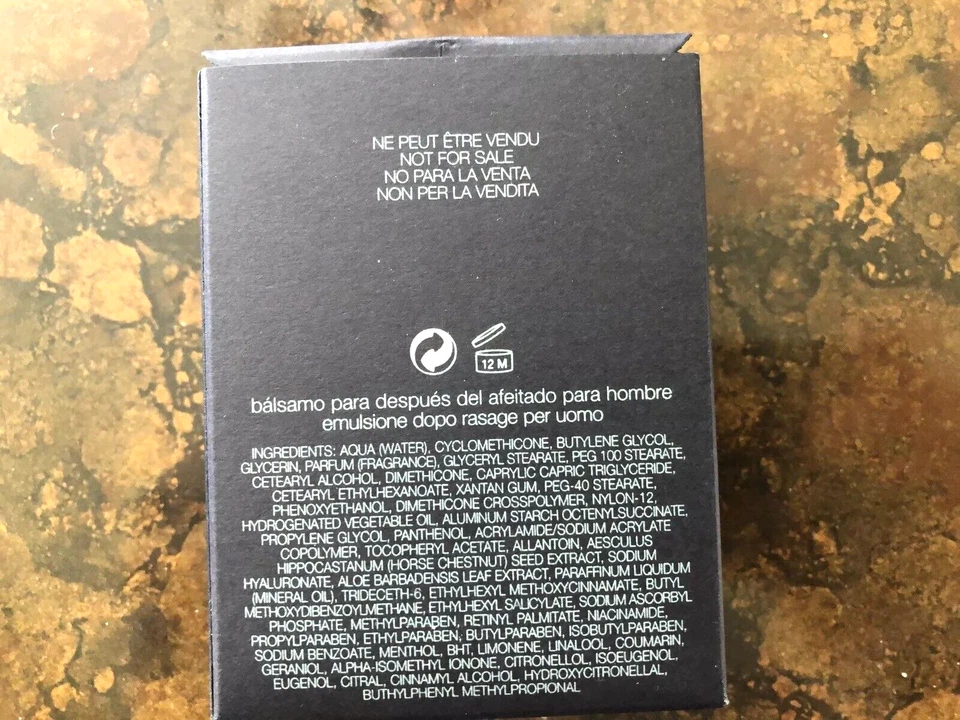 NE PEUT ÊTRE VENDU
NOT FOR SALE
NO PARA LA VENTA
NON PER LA VENDITA
12 M
bálsamo para después del afeitado para hombre
emulsione dopo rasage per uomo
INGREDIENTS: AQUA (WATER), CYCLOMETHICONE, BUTYLENE GLYCOL,
GLYCERIN, PARFUM (FRAGRANCE), GLYCERYL STEARATE, PEG 100 STEARATE,
CETEARYL ALCOHOL, DIMETHICONE, CAPRYLIC CAPRIC TRIGLYCERIDE,
CETEARYL ETHYLHEXANOATE, XANTAN GUM, PEG-40 STEARATE,
PHENOXYETHANOL, DIMETHICONE CROSSPOLYMER, NYLON-12,
HYDROGENATED VEGETABLE OIL, ALUMINUM STARCH OCTENYLSUCCINATE,
PROPYLENE GLYCOL, PANTHENOL, ACRYLAMIDE/SODIUM ACRYLATE
COPOLYMER, TOCOPHERYL ACETATE, ALLANTOIN, AESCULUS
HIPPOCASTANUM (HORSE CHESTNUT) SEED EXTRACT, SODIUM
HYALURONATE, ALOE BARBADENSIS LEAF EXTRACT, PARAFFINUM LIQUIDUM
(MINERAL OIL), TRIDECETH-6, ETHYLHEXYL METHOXYCINNAMATE, BUTYL
METHOXYDIBENZOYLMETHANE, ETHYLHEXYL SALICYLATE, SODIUM ASCORBYL
PHOSPHATE, METHYLPARABEN, RETINYL PALMITATE, NIACINAMIDE,
PROPYLPARABEN, ETHYLPARABEN, BUTYLPARABEN, ISOBUTYLPARABEN,
SODIUM BENZOATE, MENTHOL, BHT, LIMONENE, LINALOOL, COUMARIN,
GERANIOL, ALPHA-ISOMETHYL IONONE, CITRONELLOL, ISOEUGENOL,
EUGENOL, CITRAL, CINNAMYL ALCOHOL, HYDROXYCITRONELLAL,
BUTHYLPHENYL METHYLPROPIONAL